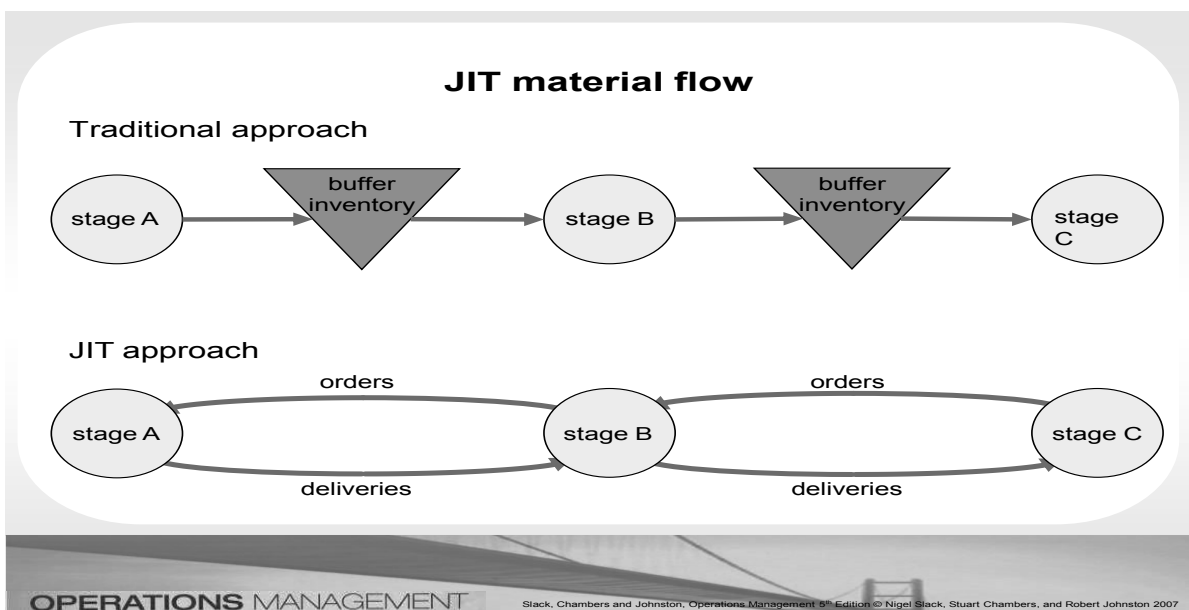 JIT material flow
Traditional approach
stage A
buffer
inventory
stage B
buffer
inventory
stage
C
JIT approach
orders
orders
stage A
stage B
stage C
deliveries
deliveries
OPERATIONS MANAGEMENT
Slack, Chambers and Johnston, Operations Management 5th Edition © Nigel Slack, Stuart Chambers, and Robert Johnston 2007